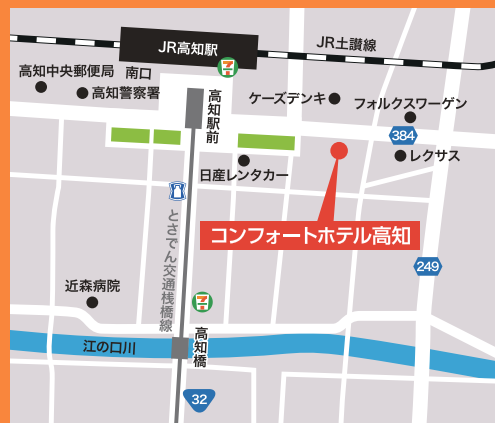 JR高知駅
JR土讃線
高知中央郵便局
南口
高知警察署
高知駅前
ケーズデンキ
フォルクスワーゲン
384
レクサス
日産レンタカー
コンフォートホテル高知
とさでん交通桟橋線
249
近森病院
高知橋
江の口川
32